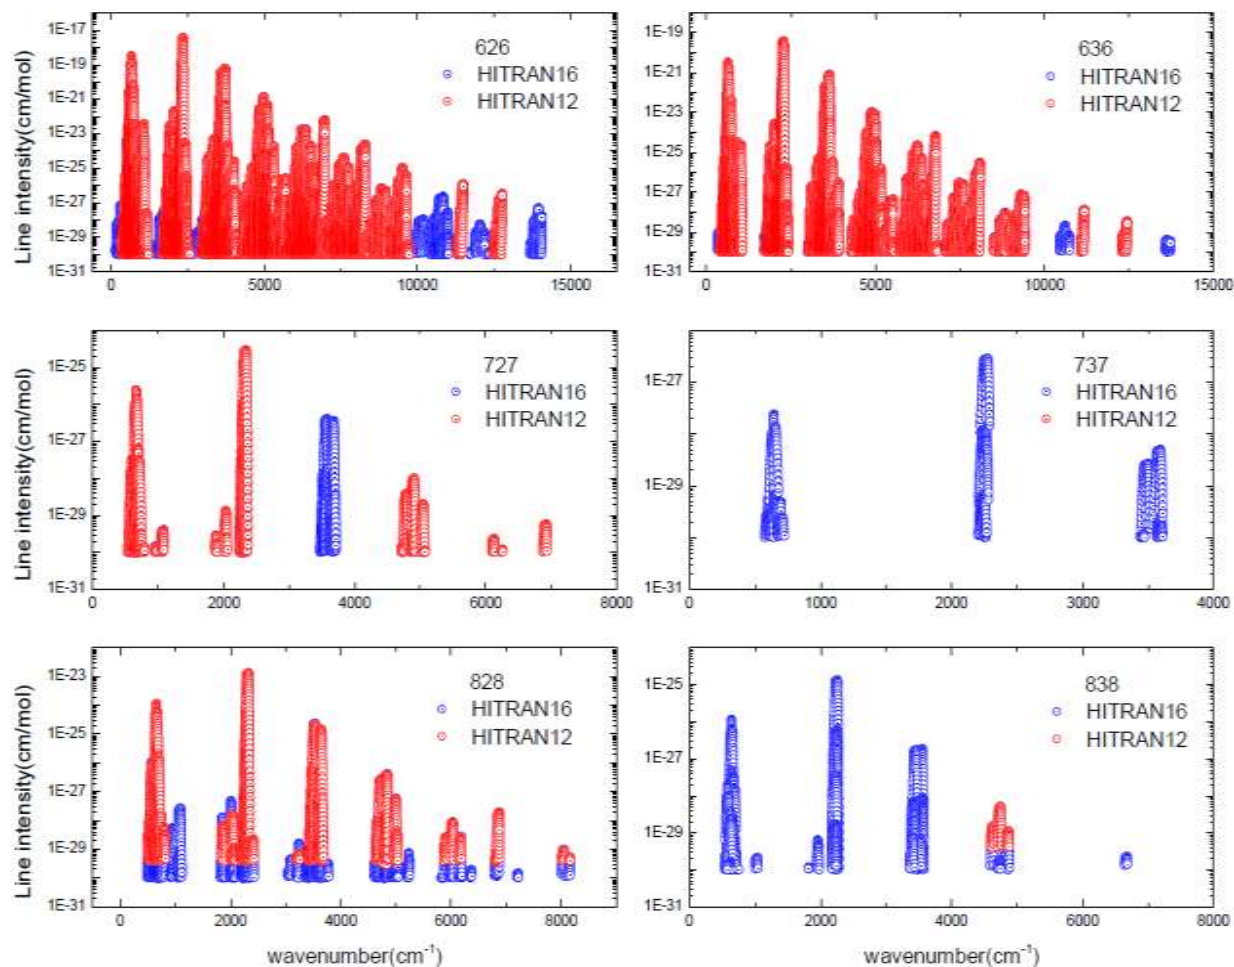 626
HITRAN16
HITRAN12
1E-17
1E-19
1E-21
1E-23
1E-25
1E-27
1E-29
1E-31
Line intensity(cm/mol)
0 5000 10000 15000
636
HITRAN16
HITRAN12
1E-19
1E-21
1E-23
1E-25
1E-27
1E-29
1E-31
0 5000 10000 15000
727
HITRAN16
HITRAN12
1E-25
1E-27
1E-29
1E-31
Line intensity(cm/mol)
0 2000 4000 6000 8000
737
HITRAN16
HITRAN12
1E-27
1E-29
1E-31
0 1000 2000 3000 4000
828
HITRAN16
HITRAN12
1E-23
1E-25
1E-27
1E-29
1E-31
Line intensity(cm/mol)
0 2000 4000 6000 8000
wavenumber(cm⁻¹)
838
HITRAN16
HITRAN12
1E-25
1E-27
1E-29
1E-31
0 2000 4000 6000 8000
wavenumber(cm⁻¹)